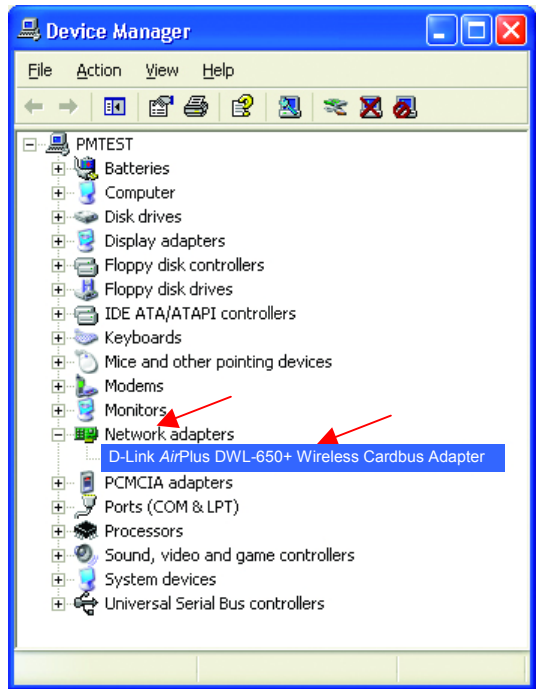 Device Manager
File Action View Help
PMTEST
Batteries
Computer
Disk drives
Display adapters
Floppy disk controllers
Floppy disk drives
IDE ATA/ATAPI controllers
Keyboards
Mice and other pointing devices
Modems
Monitors
Network adapters
D-Link AirPlus DWL-650+ Wireless Cardbus Adapter
PCMCIA adapters
Ports (COM & LPT)
Processors
Sound, video and game controllers
System devices
Universal Serial Bus controllers